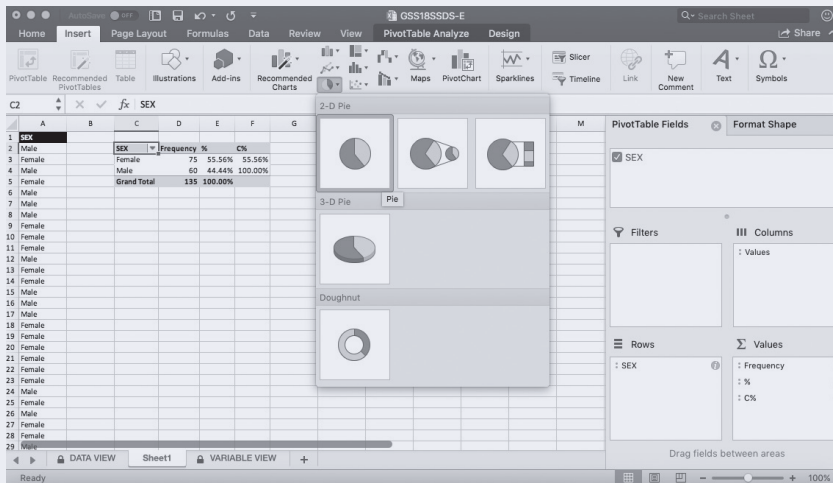 AutoSave OFF GSS18SSDS-E Search Sheet
Home Insert Page Layout Formulas Data Review View PivotTable Analyze Design Share
PivotTable Recommended PivotTables Table Illustrations Add-ins Recommended Charts Maps PivotChart Sparklines Slicer Timeline Link New Comment Text Symbols
C2 fx SEX
A B C D E F G M
1 SEX
2 Male SEX Frequency % C%
3 Female Female 75 55.56% 55.56%
4 Male Male 60 44.44% 100.00%
5 Female Grand Total 135 100.00%
6 Male
7 Male
8 Male
9 Female
10 Female
11 Female
12 Male
13 Female
14 Female
15 Male
16 Male
17 Male
18 Female
19 Female
20 Female
21 Female
22 Female
23 Female
24 Male
25 Female
26 Male
27 Female
28 Female
29 Male
2-D Pie
Pie
3-D Pie
Doughnut
PivotTable Fields Format Shape
SEX
Filters Columns
Values
Rows Values
SEX Frequency
%
C%
Drag fields between areas
DATA VIEW Sheet1 VARIABLE VIEW +
Ready 100%